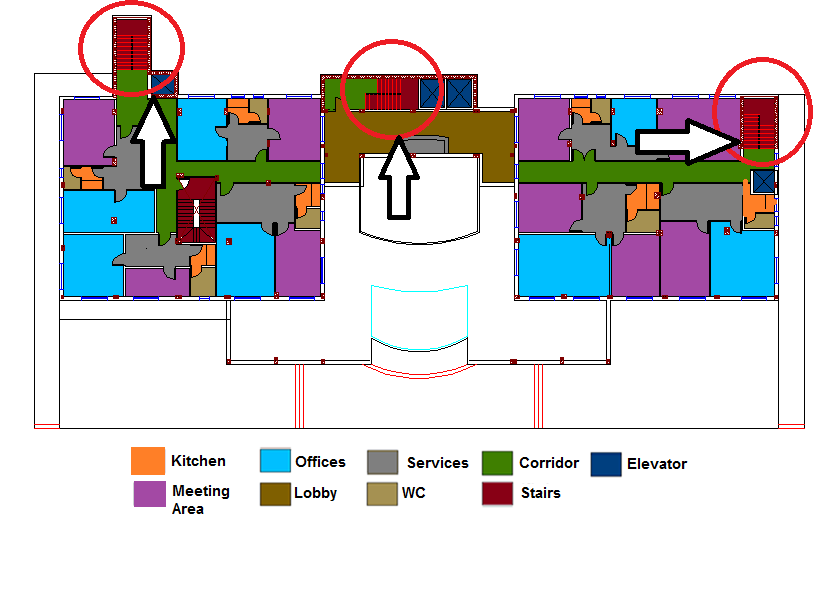 Kitchen
Offices
Services
Corridor
Elevator
Meeting
Area
Lobby
WC
Stairs